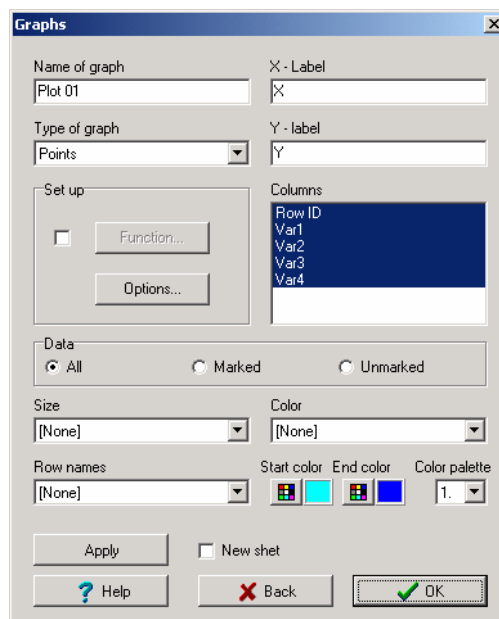 Graphs
Name of graph
X - Label
Plot 01
X
Type of graph
Y - label
Points
Y
Set up
Columns
Function...
Options...
Row ID
Var1
Var2
Var3
Var4
Data
All
Marked
Unmarked
Size
Color
[None]
[None]
Row names
Start color
End color
Color palette
[None]
1.
Apply
New shet
Help
Back
OK